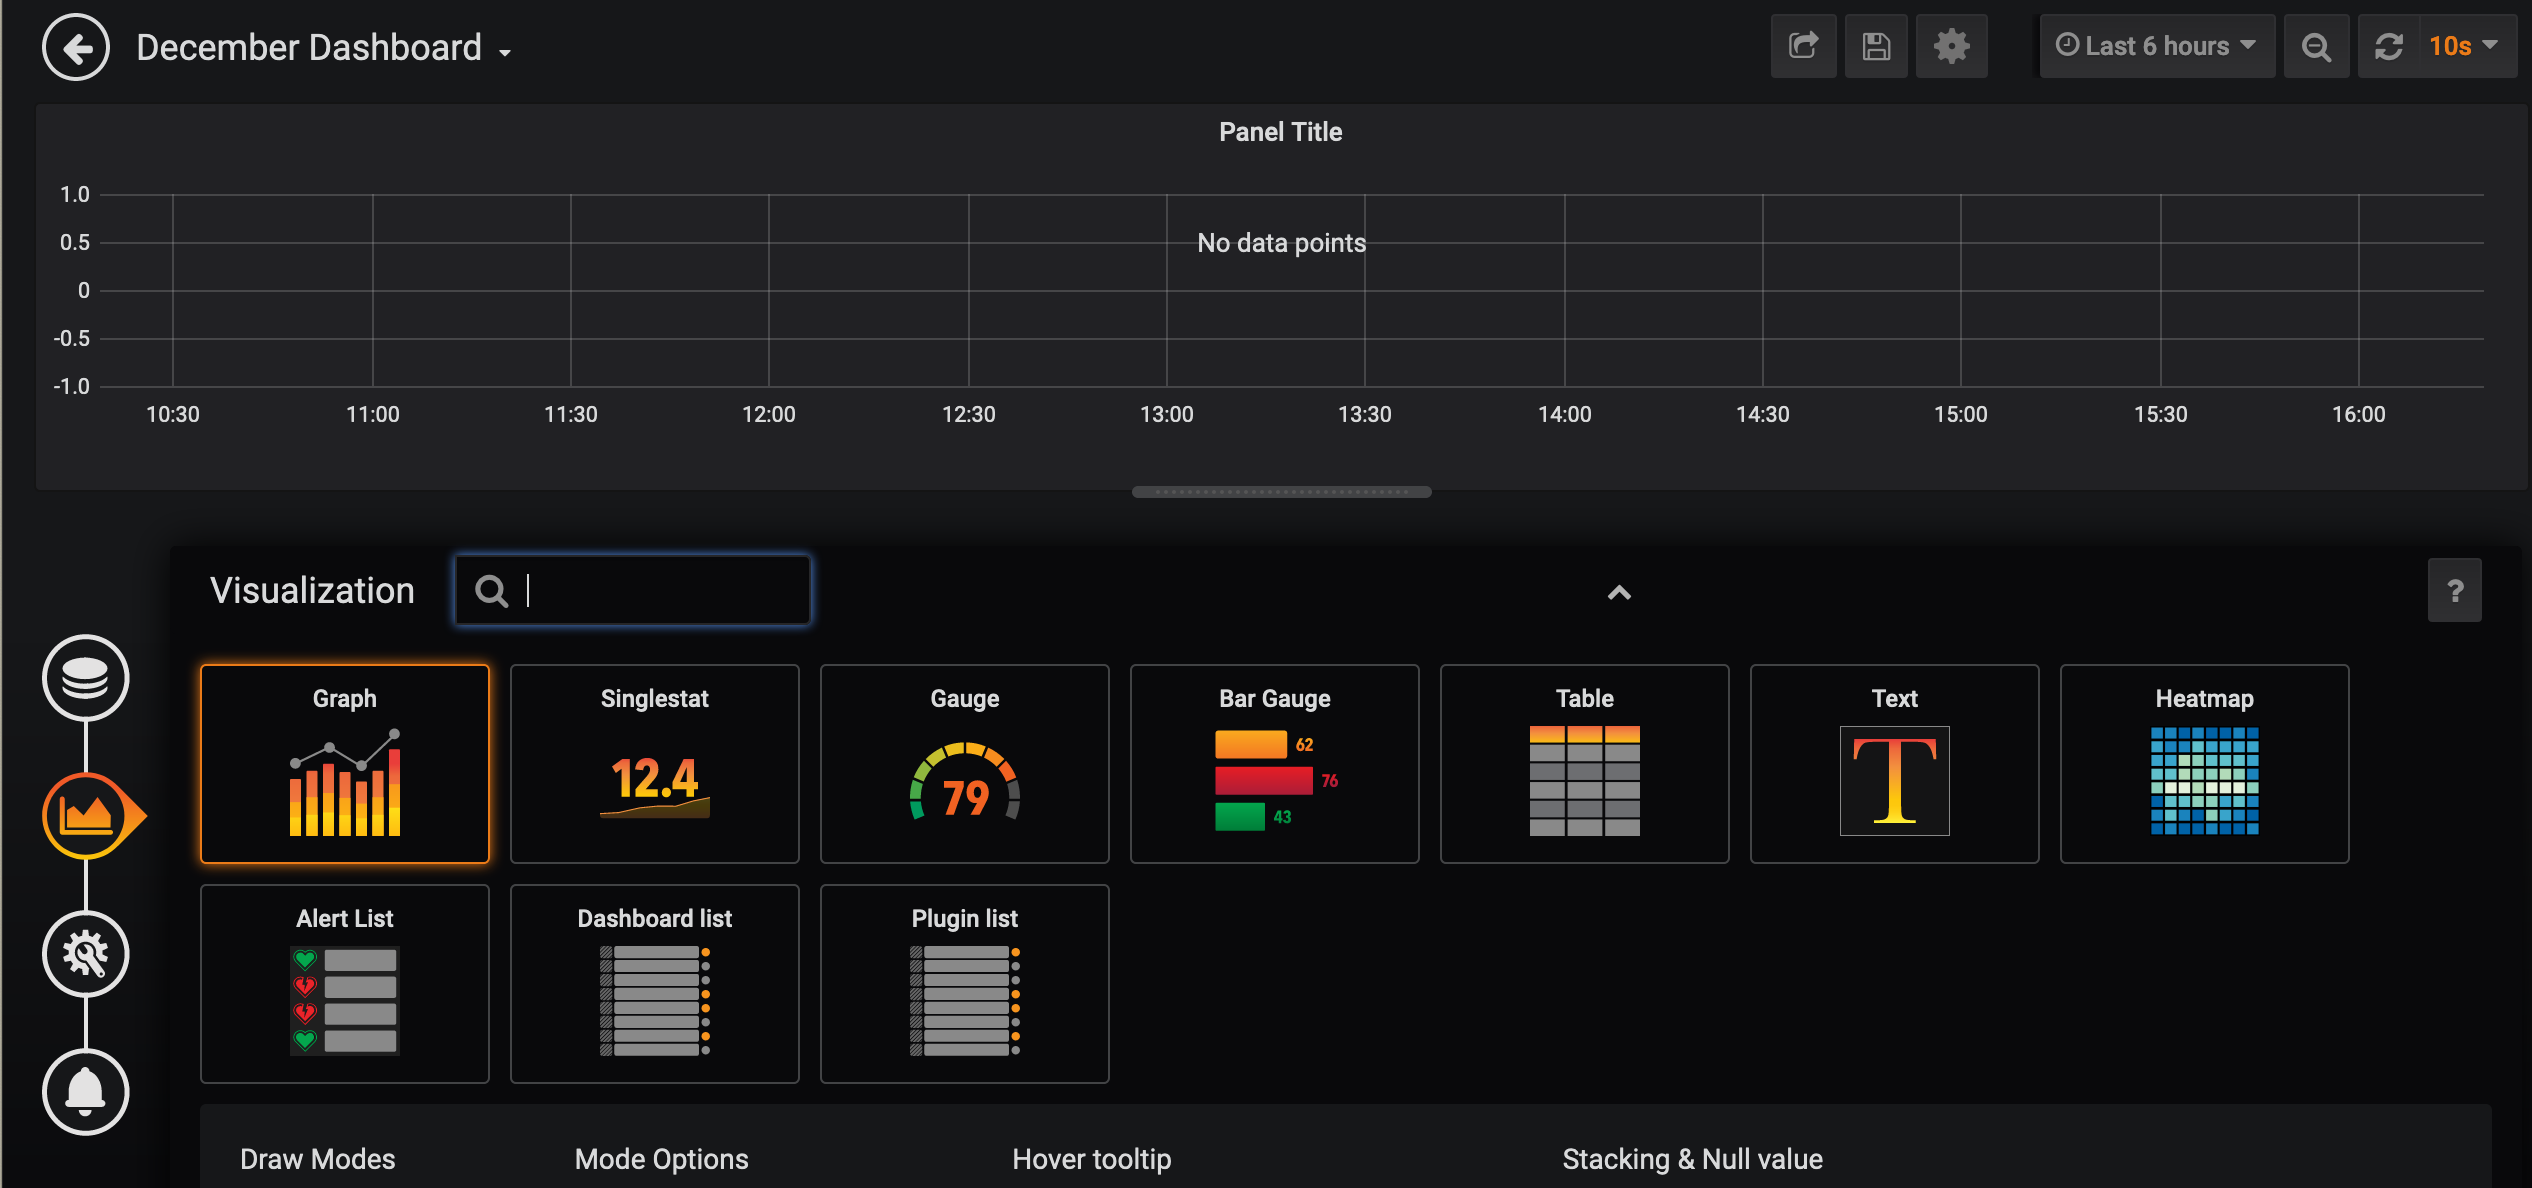 December Dashboard
Last 6 hours
10s
Panel Title
1.0
0.5
0
-0.5
-1.0
No data points
10:30 11:00 11:30 12:00 12:30 13:00 13:30 14:00 14:30 15:00 15:30 16:00
Visualization
?
Graph
Singlestat
12.4
Gauge
79
Bar Gauge
62
76
43
Table
Text
T
Heatmap
Alert List
Dashboard list
Plugin list
Draw Modes
Mode Options
Hover tooltip
Stacking & Null value